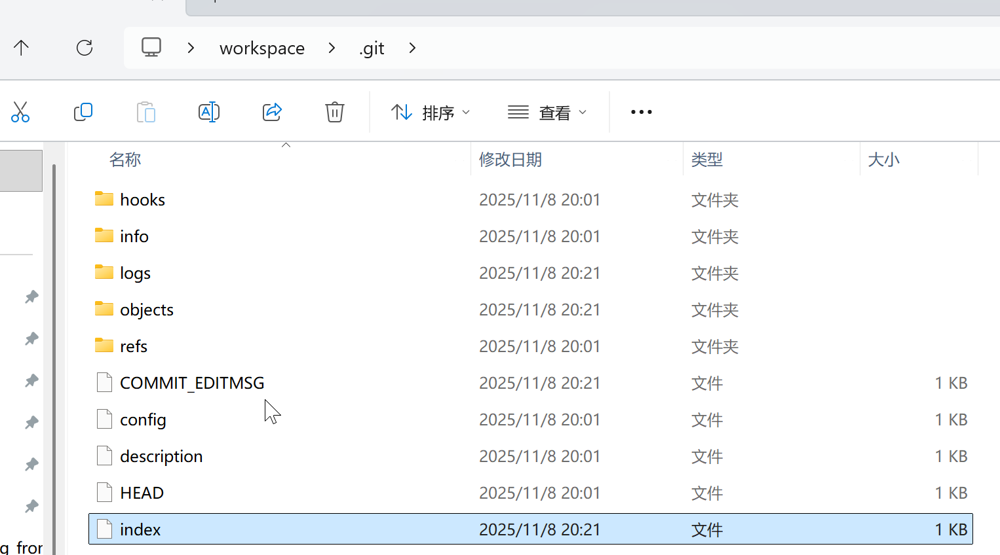 workspace > .git >
排序 查看
名称 修改日期 类型 大小
hooks 2025/11/8 20:01 文件夹
info 2025/11/8 20:01 文件夹
logs 2025/11/8 20:21 文件夹
objects 2025/11/8 20:21 文件夹
refs 2025/11/8 20:01 文件夹
COMMIT_EDITMSG 2025/11/8 20:21 文件 1 KB
config 2025/11/8 20:01 文件 1 KB
description 2025/11/8 20:01 文件 1 KB
HEAD 2025/11/8 20:01 文件 1 KB
index 2025/11/8 20:21 文件 1 KB